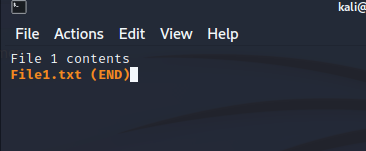 kali@
File Actions Edit View Help
File 1 contents
File1.txt (END)